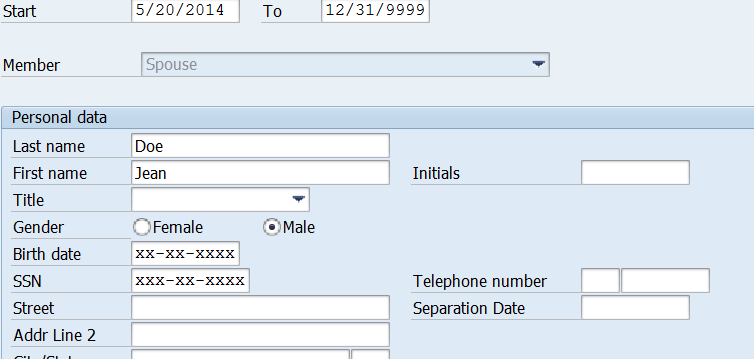 Start 5/20/2014 To 12/31/9999
Member Spouse
Personal data
Last name Doe
First name Jean Initials
Title
Gender Female Male
Birth date xx-xx-xxxx
SSN xxx-xx-xxxx Telephone number
Street Separation Date
Addr Line 2